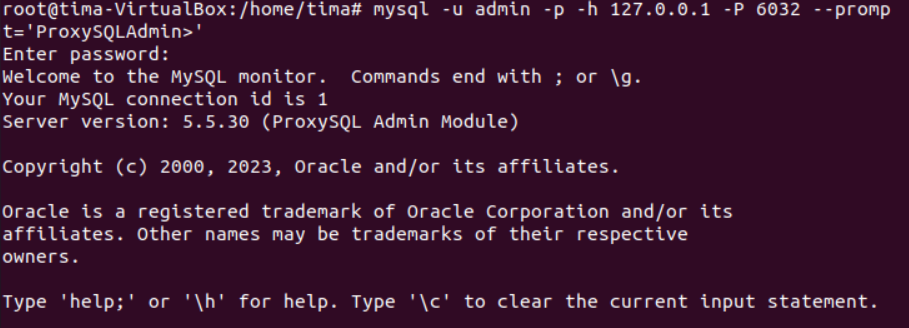 root@tima-VirtualBox:/home/tima# mysql -u admin -p -h 127.0.0.1 -P 6032 --promp
t='ProxySQLAdmin>'
Enter password:
Welcome to the MySQL monitor.  Commands end with ; or \g.
Your MySQL connection id is 1
Server version: 5.5.30 (ProxySQL Admin Module)

Copyright (c) 2000, 2023, Oracle and/or its affiliates.

Oracle is a registered trademark of Oracle Corporation and/or its
affiliates. Other names may be trademarks of their respective
owners.

Type 'help;' or '\h' for help. Type '\c' to clear the current input statement.